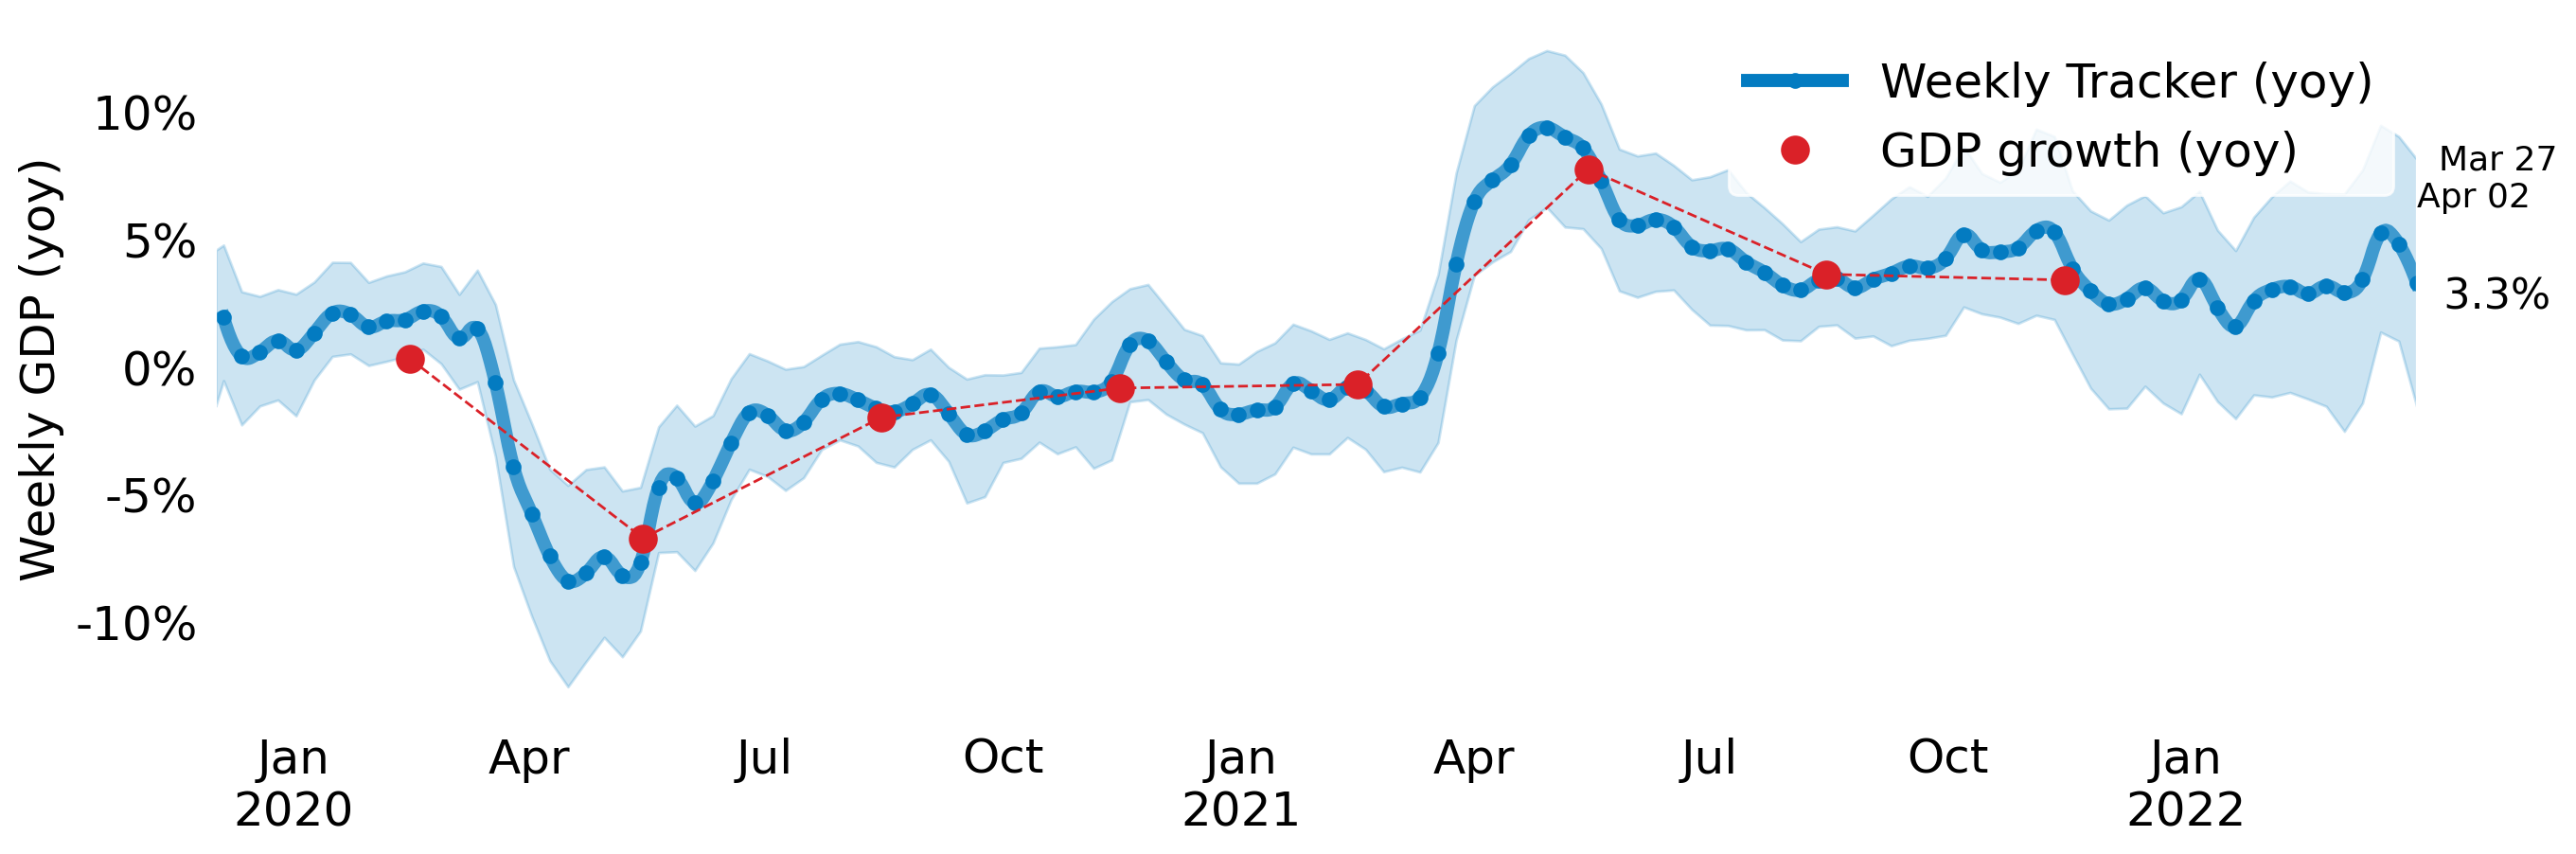 Weekly Tracker (yoy)
GDP growth (yoy)
Weekly GDP (yoy)
10%
5%
0%
-5%
-10%
Mar 27
Apr 02
3.3%
Jan
2020
Apr
Jul
Oct
Jan
2021
Apr
Jul
Oct
Jan
2022